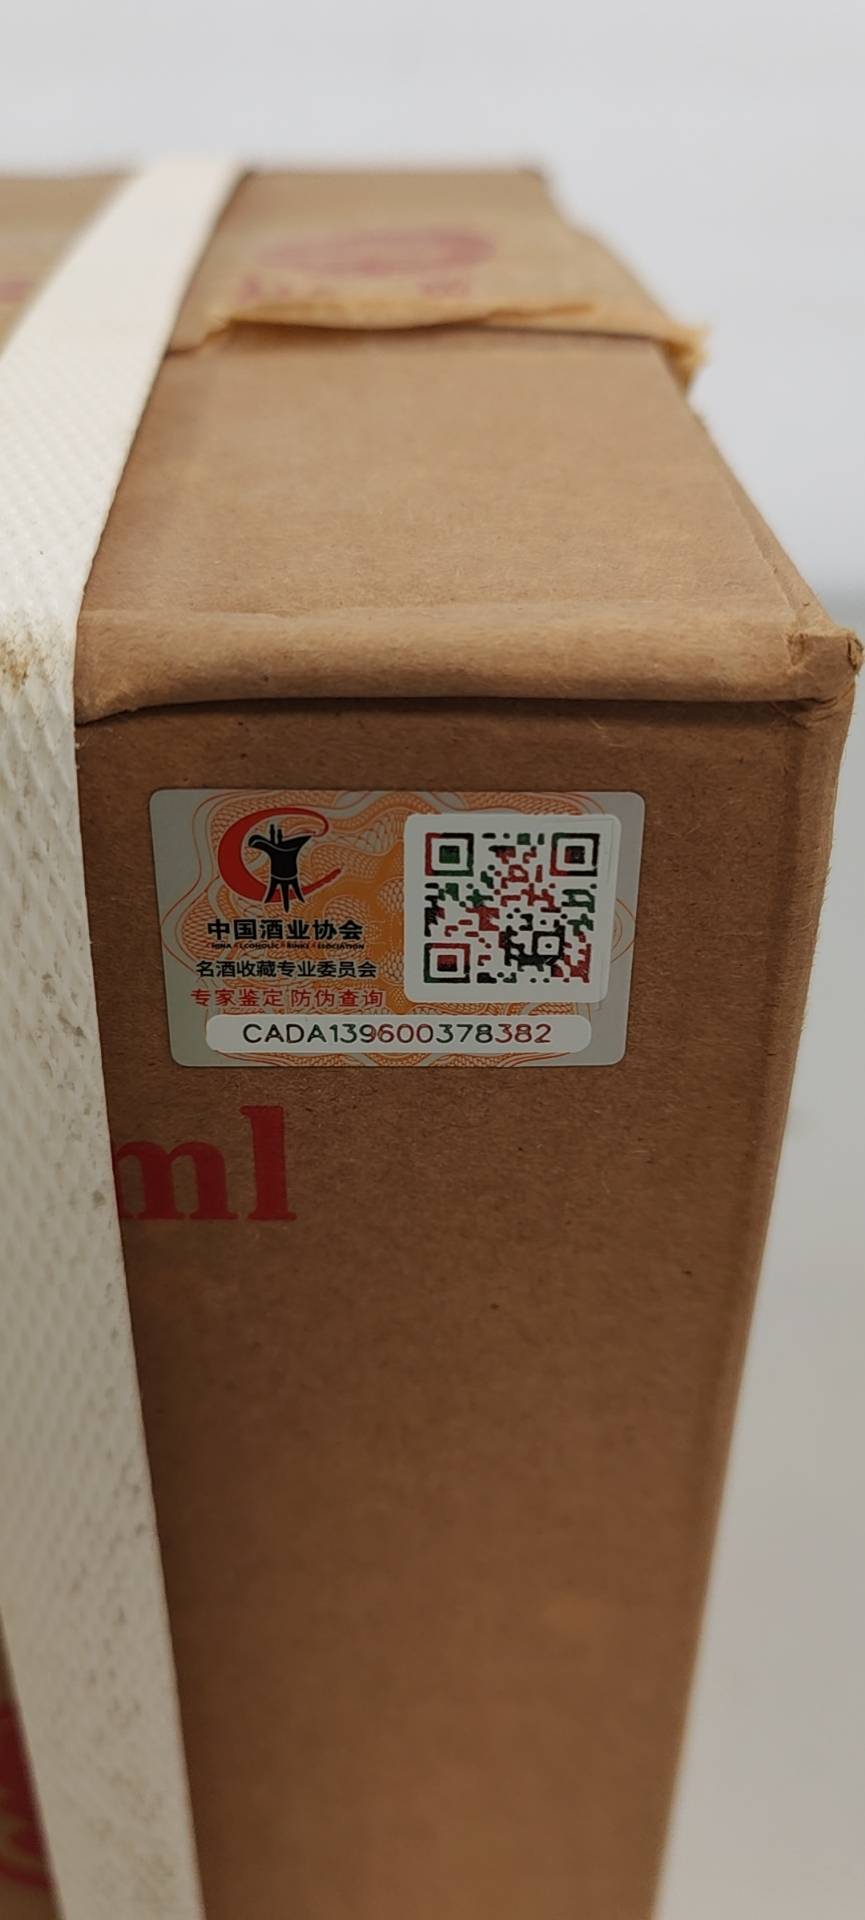 中国酒业协会
名酒收藏专业委员会
专家鉴定 防伪查询
CADA139600378382
ml